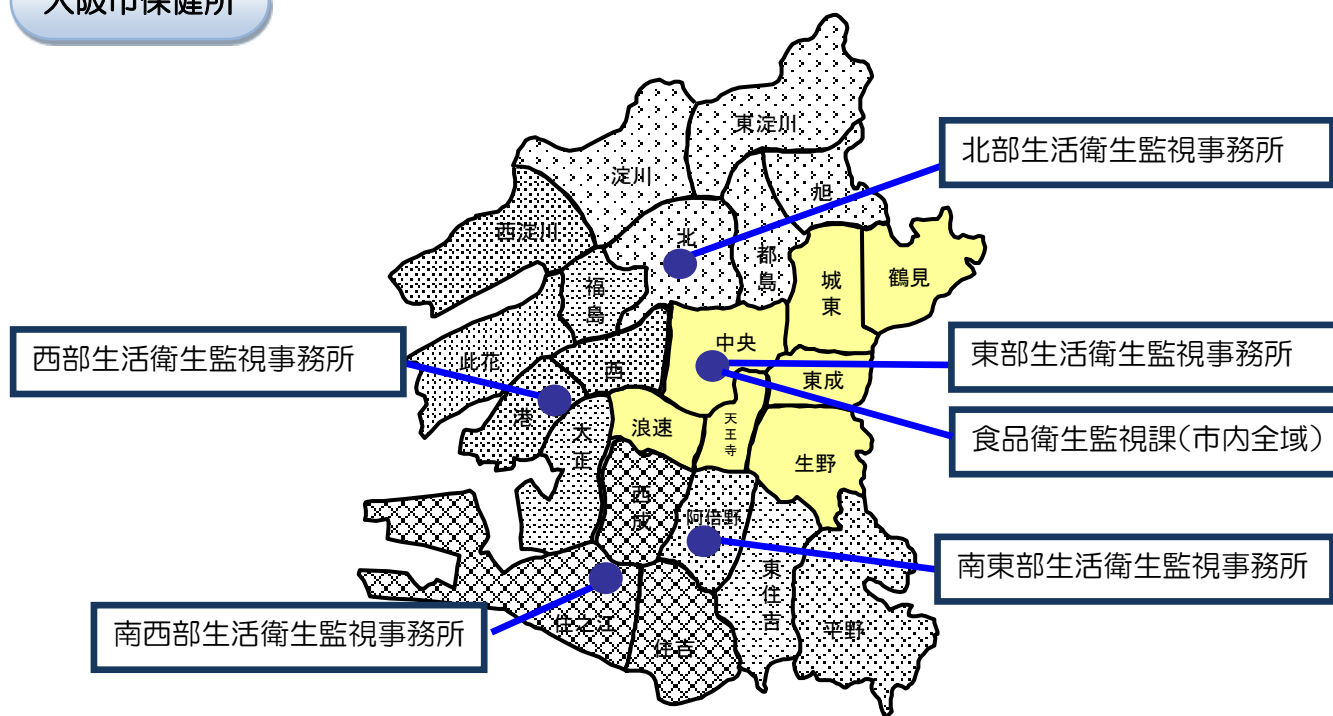 大阪市保健所
東淀川
北部生活衛生監視事務所
淀川
旭
西淀川
北
都島
鶴見
城東
福島
中央
東部生活衛生監視事務所
西部生活衛生監視事務所
此花
西
東成
港
天王寺
浪速
大正
食品衛生監視課(市内全域)
生野
西成
阿倍野
南東部生活衛生監視事務所
東住吉
南西部生活衛生監視事務所
住之江
平野
住吉